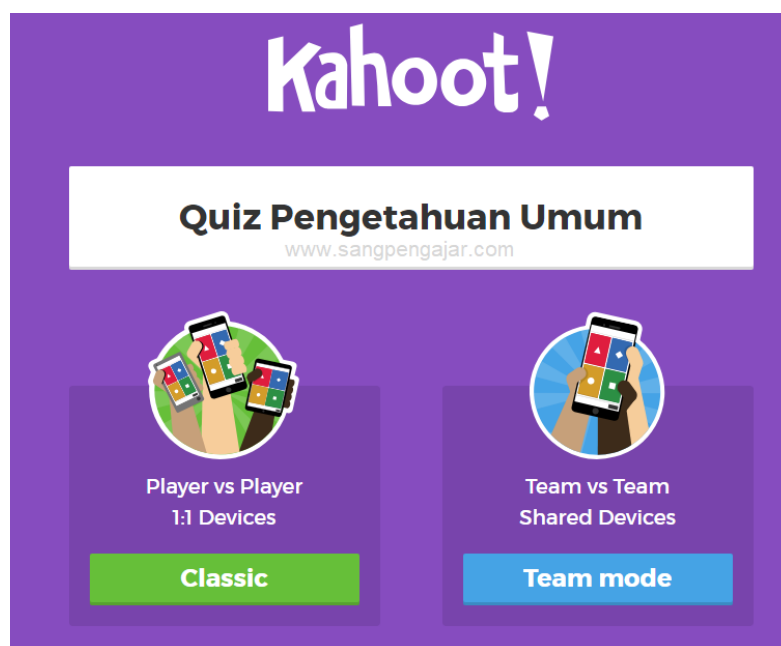 Kahoot!
Quiz Pengetahuan Umum
www.sangpengajar.com
Player vs Player
1:1 Devices
Classic
Team vs Team
Shared Devices
Team mode